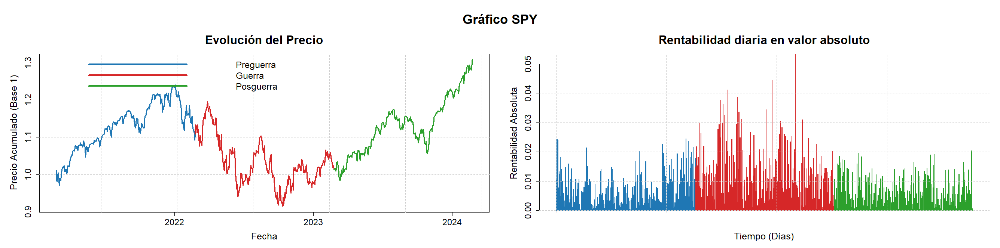 Gráfico SPY
Evolución del Precio
Precio Acumulado (Base 1)
1.3
1.2
1.1
1.0
0.9
Preguerra
Guerra
Posguerra
2022
2023
2024
Fecha
Rentabilidad diaria en valor absoluto
Rentabilidad Absoluta
0.05
0.04
0.03
0.02
0.01
0.00
Tiempo (Días)